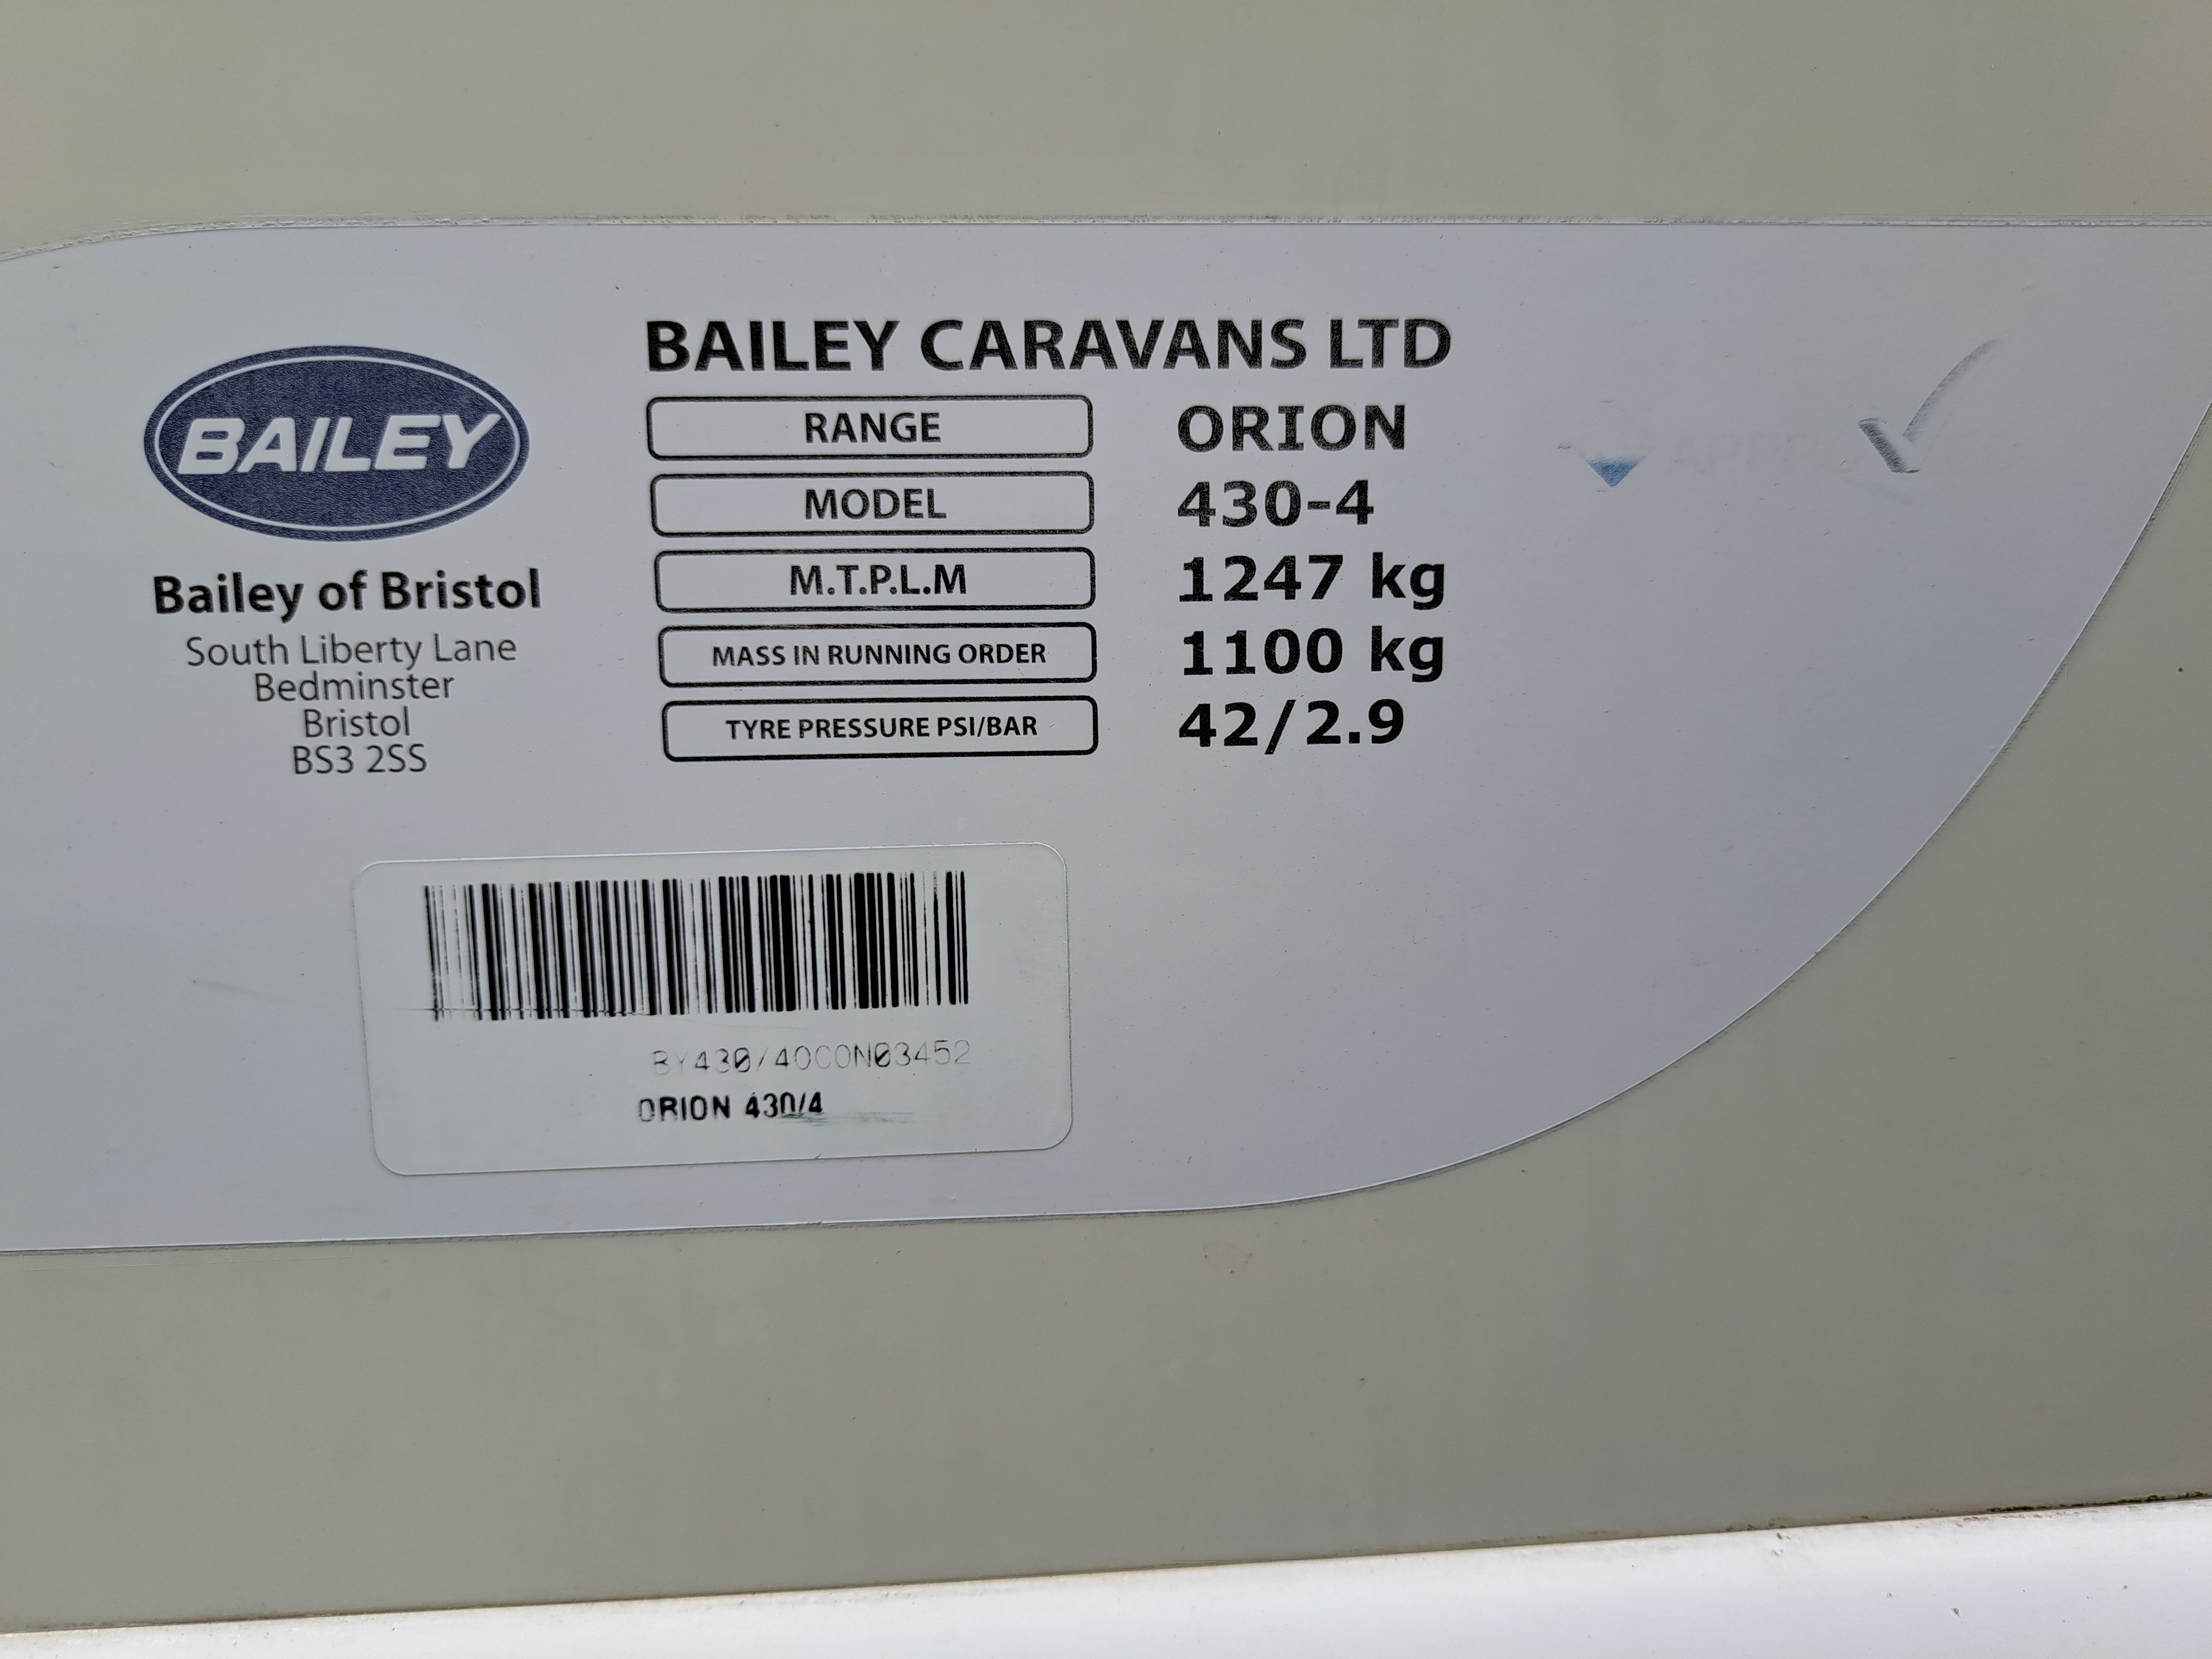 BAILEY
Bailey of Bristol
South Liberty Lane
Bedminster
Bristol
BS3 2SS
BAILEY CARAVANS LTD
RANGE ORION
MODEL 430-4
M.T.P.L.M 1247 kg
MASS IN RUNNING ORDER 1100 kg
TYRE PRESSURE PSI/BAR 42/2.9
BY430/40CON03452
ORION 430/4